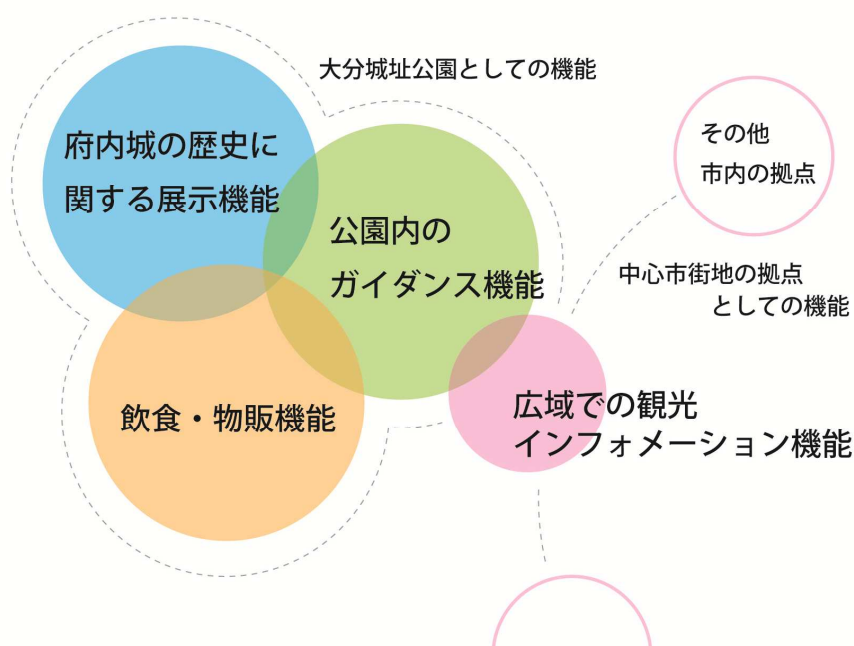 大分城址公園としての機能
府内城の歴史に
関する展示機能
公園内の
ガイダンス機能
その他
市内の拠点
中心市街地の拠点
としての機能
飲食・物販機能
広域での観光
インフォメーション機能